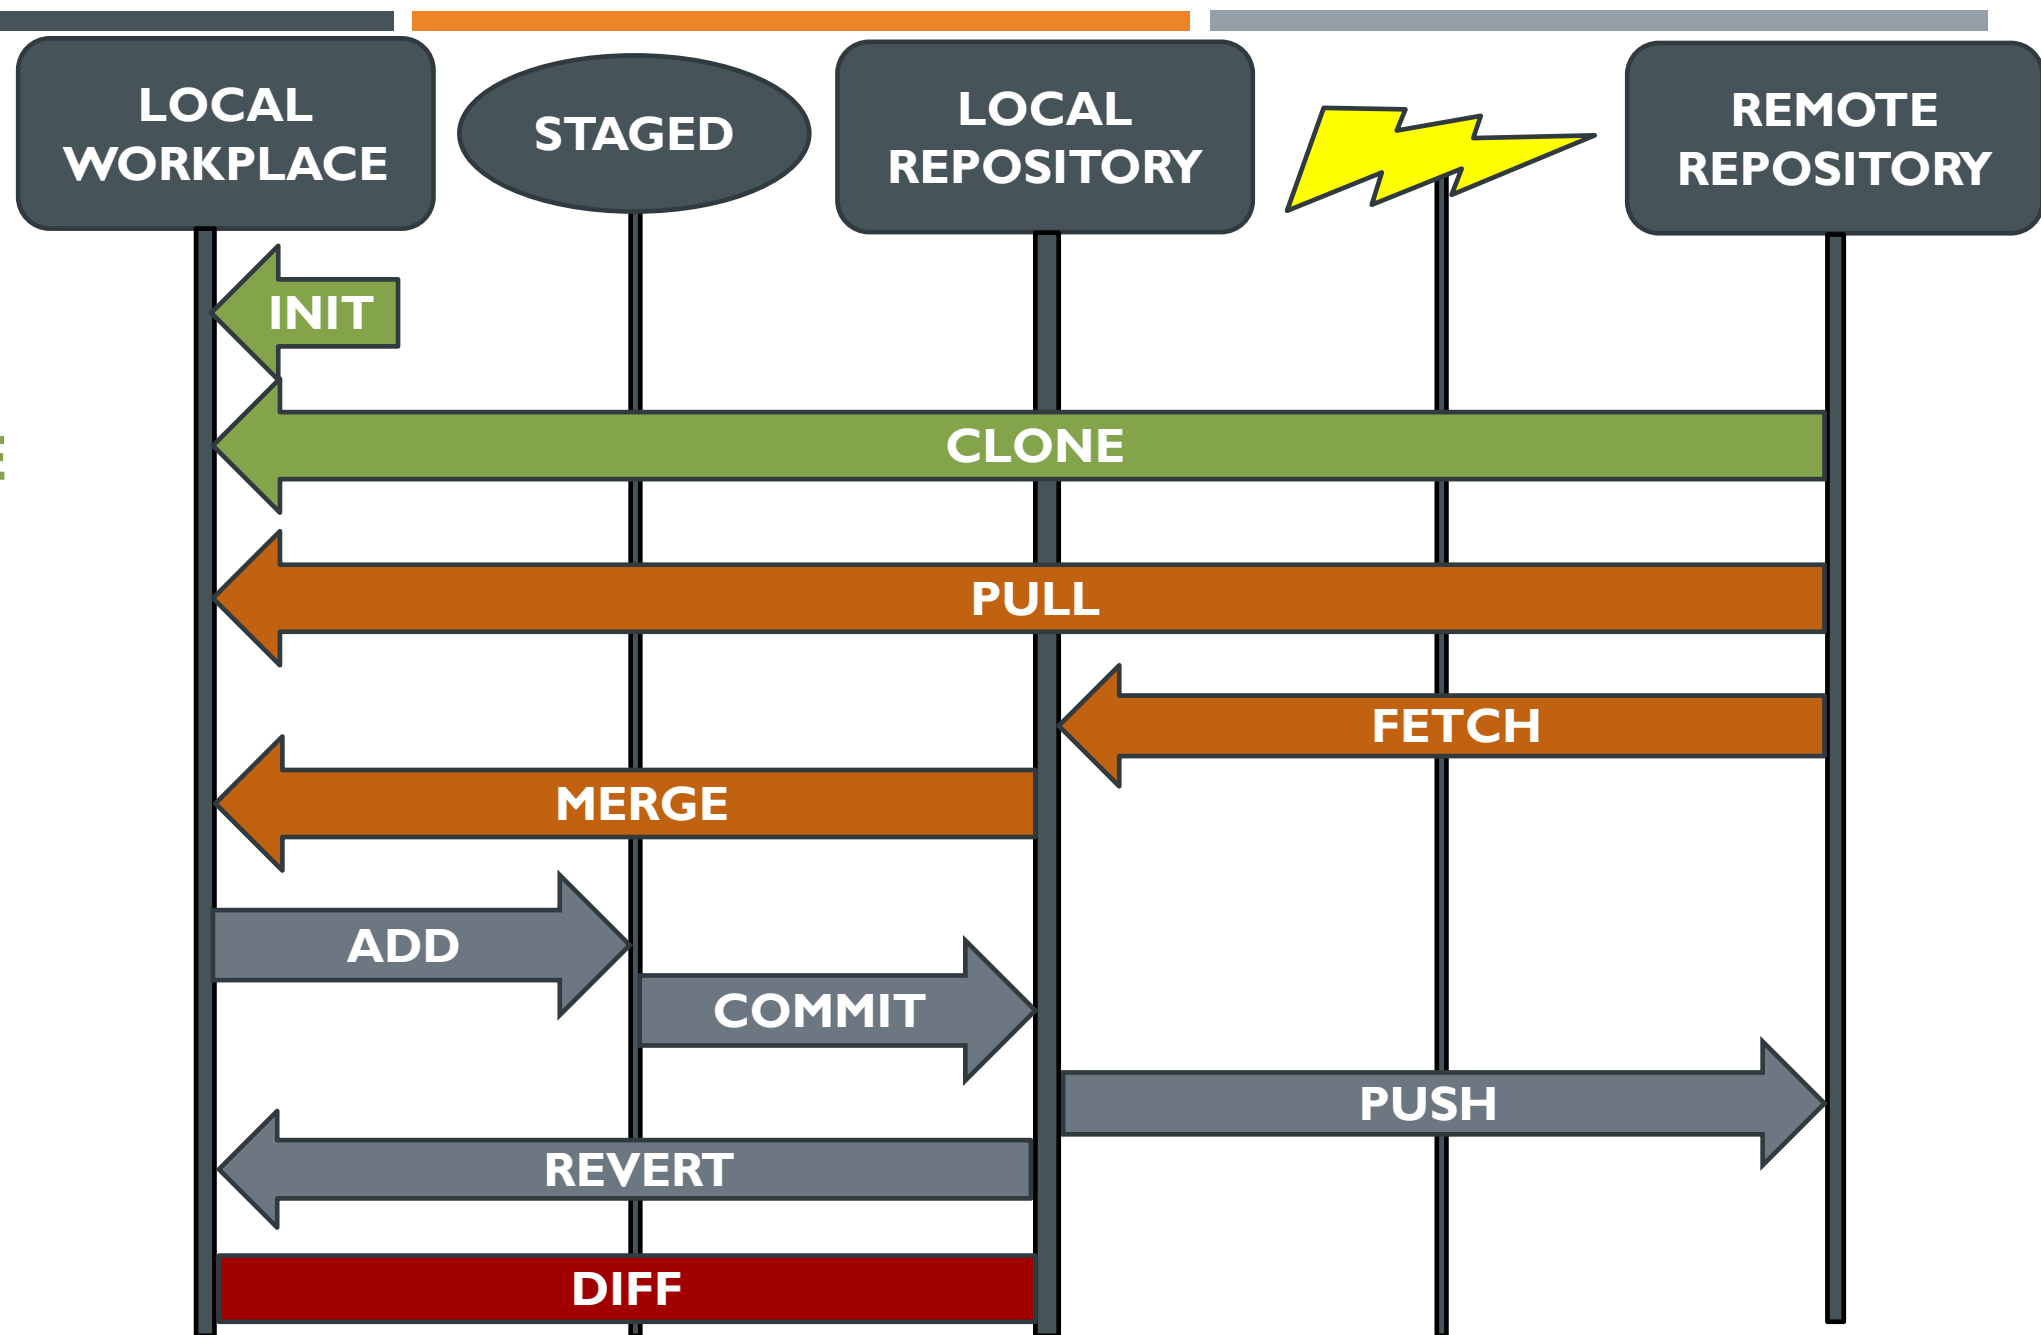 LOCAL
WORKPLACE
STAGED
LOCAL
REPOSITORY
REMOTE
REPOSITORY
INIT
CLONE
PULL
FETCH
MERGE
ADD
COMMIT
PUSH
REVERT
DIFF